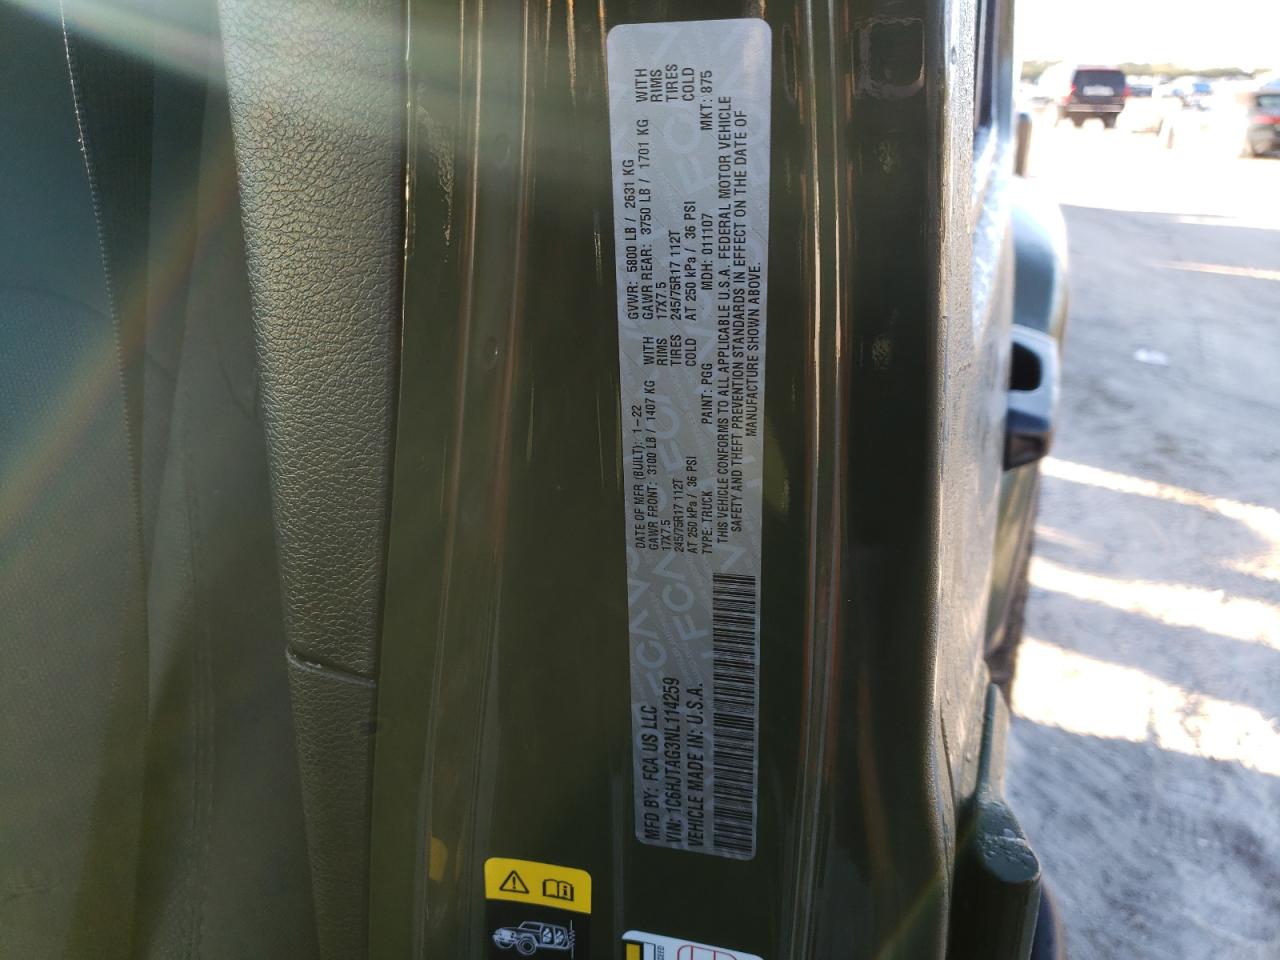 MFD BY: FCA US LLC
DATE OF MFR (BUILT): 1-22
GVWR: 5800 LB / 2631 KG
VIN: 1C6HJTAG3NL114259
GAWR FRONT: 3100 LB / 1407 KG WITH
GAWR REAR: 3750 LB / 1701 KG WITH
VEHICLE MADE IN: U.S.A.
17X7.5 RIMS
17X7.5 RIMS
245/75R17 112T TIRES
245/75R17 112T TIRES
AT 250 kPa / 36 PSI COLD
AT 250 kPa / 36 PSI COLD
TYPE: TRUCK PAINT: PGG MDH: 011107 MKT: 875
THIS VEHICLE CONFORMS TO ALL APPLICABLE U.S.A. FEDERAL MOTOR VEHICLE
SAFETY AND THEFT PREVENTION STANDARDS IN EFFECT ON THE DATE OF
MANUFACTURE SHOWN ABOVE.